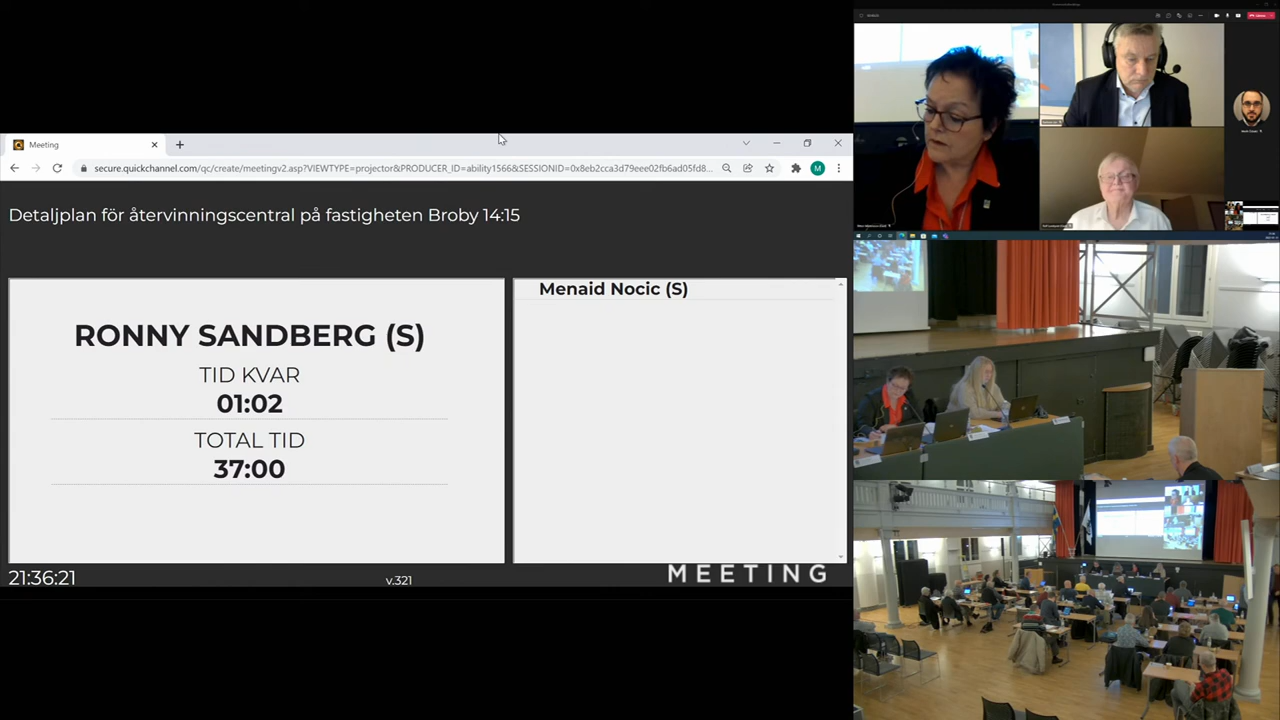 Meeting
secure.quickchannel.com/qc/create/meetingv2.asp?VIEWTYPE=projector&PRODUCER_ID=ability1566&SESSIONID=0x8eb2cca3d79eee02fb6ad05fd8...
M
Detaljplan för återvinningscentral på fastigheten Broby 14:15
RONNY SANDBERG (S)
TID KVAR
01:02
TOTAL TID
37:00
Menaid Nocic (S)
21:36:21
v.321
MEETING